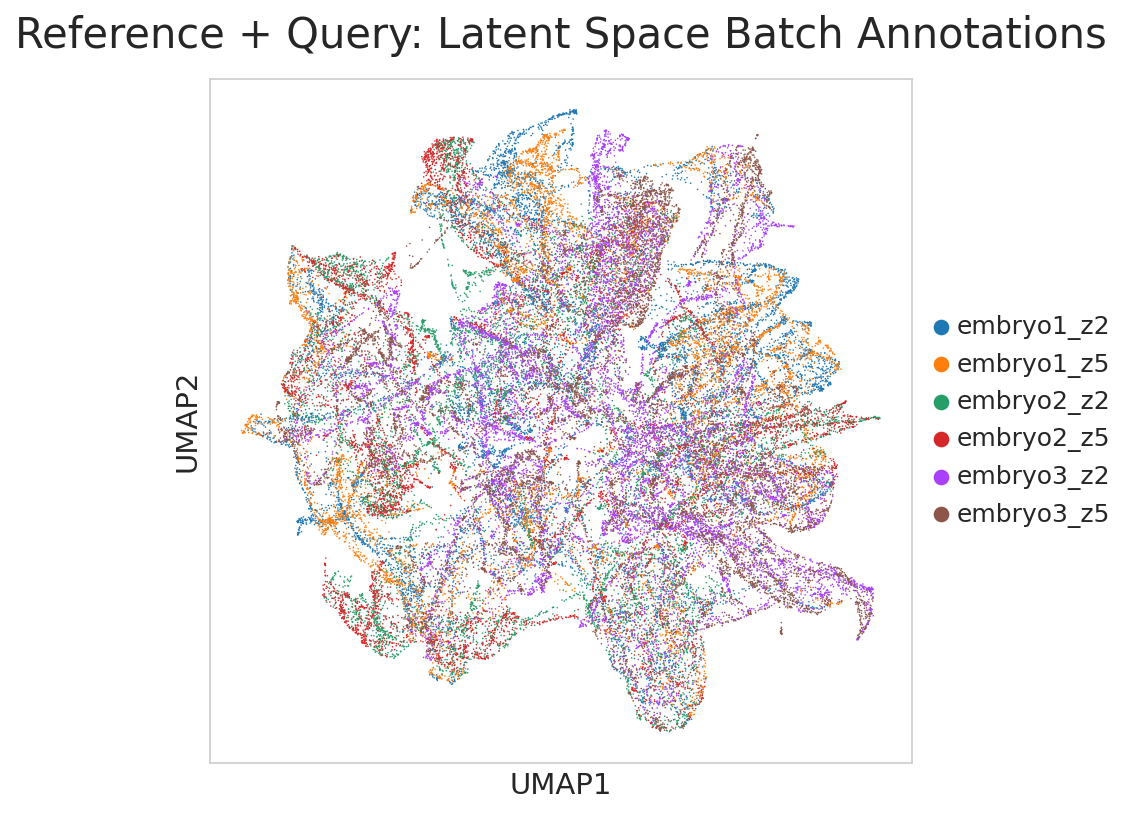 Reference + Query: Latent Space Batch Annotations
UMAP2
embryo1_z2
embryo1_z5
embryo2_z2
embryo2_z5
embryo3_z2
embryo3_z5
UMAP1